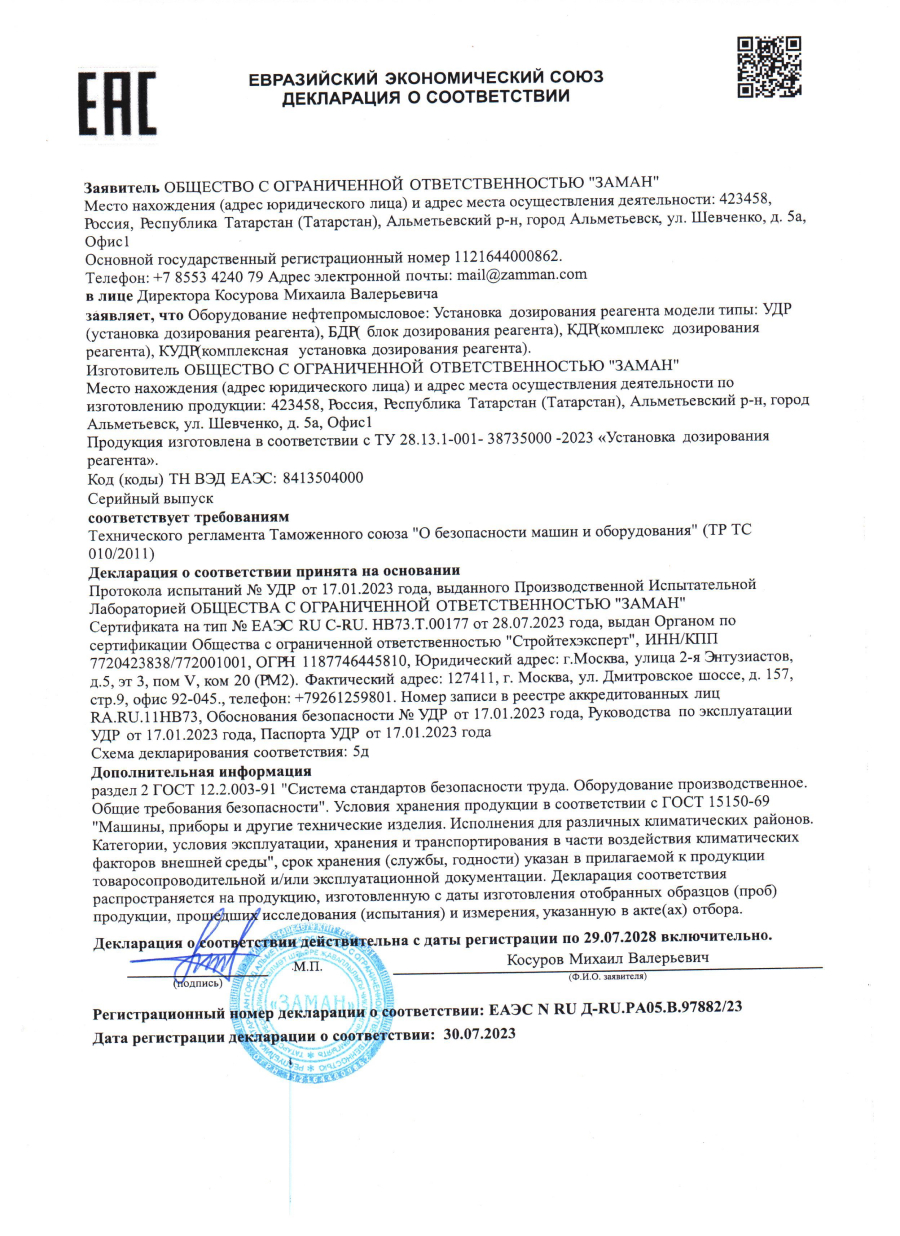 EAC
ЕВРАЗИЙСКИЙ ЭКОНОМИЧЕСКИЙ СОЮЗ
ДЕКЛАРАЦИЯ О СООТВЕТСТВИИ
Заявитель ОБЩЕСТВО С ОГРАНИЧЕННОЙ ОТВЕТСТВЕННОСТЬЮ "ЗАМАН"
Место нахождения (адрес юридического лица) и адрес места осуществления деятельности: 423458,
Россия, Республика Татарстан (Татарстан), Альметьевский р-н, город Альметьевск, ул. Шевченко, д. 5а,
Офис1
Основной государственный регистрационный номер 1121644000862.
Телефон: +7 8553 4240 79 Адрес электронной почты: mail@zamman.com
в лице Директора Косурова Михаила Валерьевича
заявляет, что Оборудование нефтепромысловое: Установка дозирования реагента модели типы: УДР
(установка дозирования реагента), БДР( блок дозирования реагента), КДР(комплекс дозирования
реагента), КУДР(комплексная установка дозирования реагента).
Изготовитель ОБЩЕСТВО С ОГРАНИЧЕННОЙ ОТВЕТСТВЕННОСТЬЮ "ЗАМАН"
Место нахождения (адрес юридического лица) и адрес места осуществления деятельности по
изготовлению продукции: 423458, Россия, Республика Татарстан (Татарстан), Альметьевский р-н, город
Альметьевск, ул. Шевченко, д. 5а, Офис1
Продукция изготовлена в соответствии с ТУ 28.13.1-001- 38735000 -2023 «Установка дозирования
реагента».
Код (коды) ТН ВЭД ЕАЭС: 8413504000
Серийный выпуск
соответствует требованиям
Технического регламента Таможенного союза "О безопасности машин и оборудования" (ТР ТС
010/2011)
Декларация о соответствии принята на основании
Протокола испытаний № УДР от 17.01.2023 года, выданного Производственной Испытательной
Лабораторией ОБЩЕСТВА С ОГРАНИЧЕННОЙ ОТВЕТСТВЕННОСТЬЮ "ЗАМАН"
Сертификата на тип № ЕАЭС RU C-RU. НВ73.Т.00177 от 28.07.2023 года, выдан Органом по
сертификации Общества с ограниченной ответственностью "Стройтехэксперт", ИНН/КПП
7720423838/772001001, ОГРН 1187746445810, Юридический адрес: г.Москва, улица 2-я Энтузиастов,
д.5, эт 3, пом V, ком 20 (РМ2). Фактический адрес: 127411, г. Москва, ул. Дмитровское шоссе, д. 157,
стр.9, офис 92-045., телефон: +79261259801. Номер записи в реестре аккредитованных лиц
RA.RU.11НВ73, Обоснования безопасности № УДР от 17.01.2023 года, Руководства по эксплуатации
УДР от 17.01.2023 года, Паспорта УДР от 17.01.2023 года
Схема декларирования соответствия: 5д
Дополнительная информация
раздел 2 ГОСТ 12.2.003-91 "Система стандартов безопасности труда. Оборудование производственное.
Общие требования безопасности". Условия хранения продукции в соответствии с ГОСТ 15150-69
"Машины, приборы и другие технические изделия. Исполнения для различных климатических районов.
Категории, условия эксплуатации, хранения и транспортирования в части воздействия климатических
факторов внешней среды", срок хранения (службы, годности) указан в прилагаемой к продукции
товаросопроводительной и/или эксплуатационной документации. Декларация соответствия
распространяется на продукцию, изготовленную с даты изготовления отобранных образцов (проб)
продукции, прошедших исследования (испытания) и измерения, указанную в акте(ах) отбора.
Декларация о соответствии действительна с даты регистрации по 29.07.2028 включительно.
Косуров Михаил Валерьевич
М.П.
(подпись)
(Ф.И.О. заявителя)
«ЗАМАН»
Регистрационный номер декларации о соответствии: ЕАЭС N RU Д-RU.РА05.В.97882/23
Дата регистрации декларации о соответствии: 30.07.2023